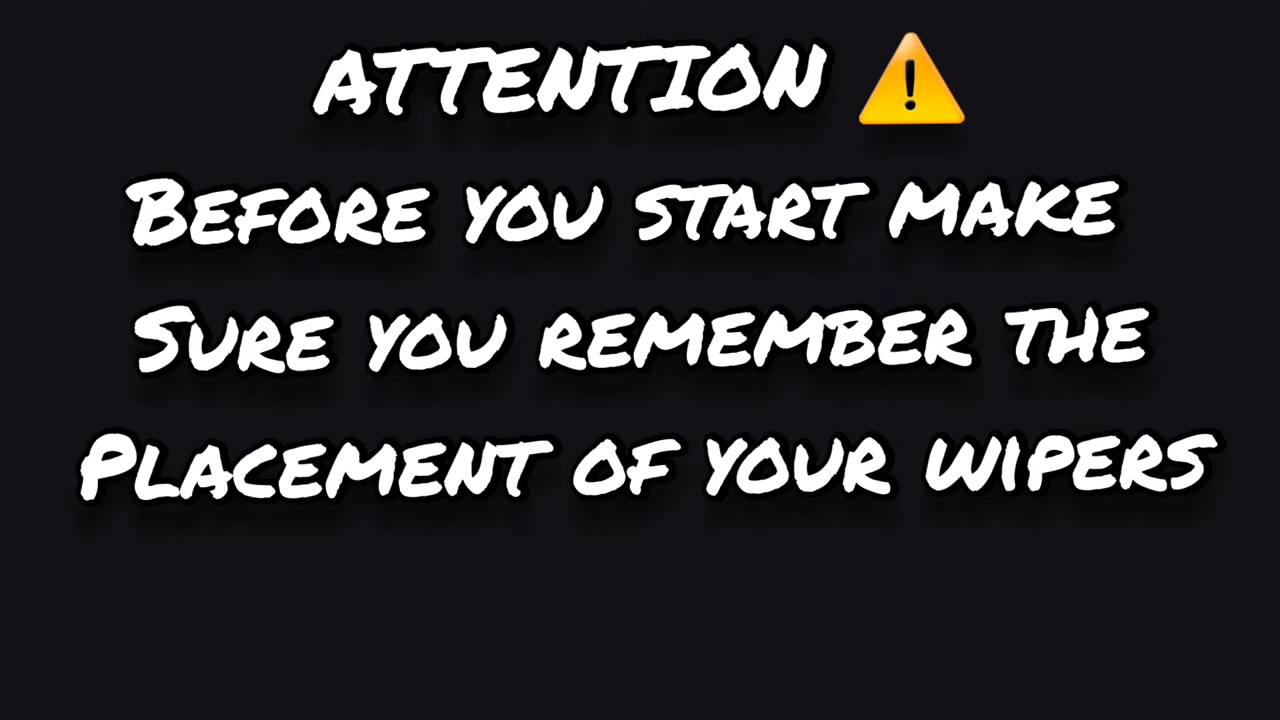 ATTENTION ⚠️
BEFORE YOU START MAKE
SURE YOU REMEMBER THE
PLACEMENT OF YOUR WIPERS